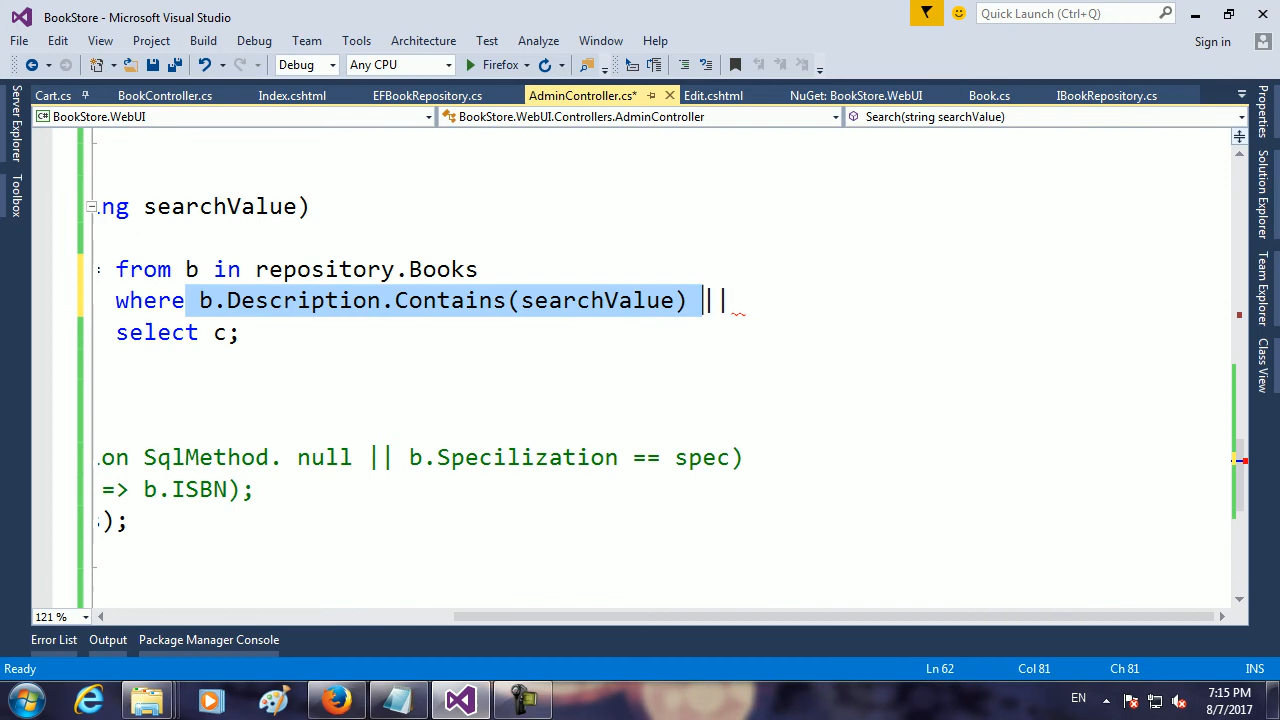 BookStore - Microsoft Visual Studio
Quick Launch (Ctrl+Q)
File Edit View Project Build Debug Team Tools Architecture Test Analyze Window Help
Sign in
Debug Any CPU Firefox
Cart.cs BookController.cs Index.cshtml EFBookRepository.cs AdminController.cs* Edit.cshtml NuGet: BookStore.WebUI Book.cs IBookRepository.cs
BookStore.WebUI BookStore.WebUI.Controllers.AdminController Search(string searchValue)
Server Explorer
Toolbox
Properties
Solution Explorer
Team Explorer
Class View
ing searchValue)
from b in repository.Books
where b.Description.Contains(searchValue) ||
select c;
ion SqlMethod. null || b.Specilization == spec)
=> b.ISBN);
);
121 %
Error List Output Package Manager Console
Ready Ln 62 Col 81 Ch 81 INS
EN
7:15 PM
8/7/2017